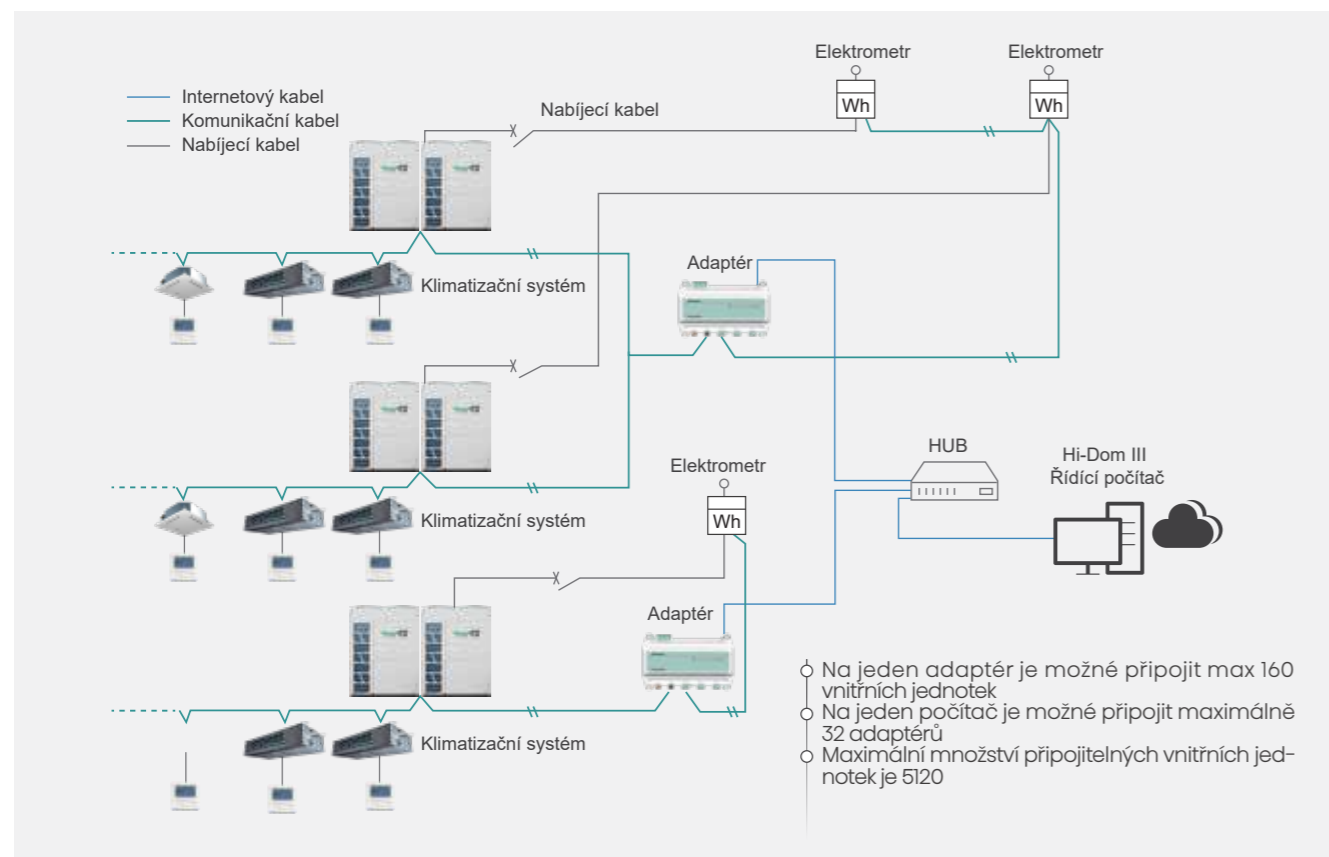 Elektrometr
Elektrometr
Internetový kabel
Komunikační kabel
Nabíjecí kabel
Nabíjecí kabel
Wh
Wh
Adaptér
Klimatizační systém
HUB
Hi-Dom III
Řídící počítač
Elektrometr
Wh
Klimatizační systém
Adaptér
Na jeden adaptér je možné připojit max 160
vnitřních jednotek
Na jeden počítač je možné připojit maximálně
32 adaptérů
Maximální množství připojitelných vnitřních jed-
notek je 5120
Klimatizační systém